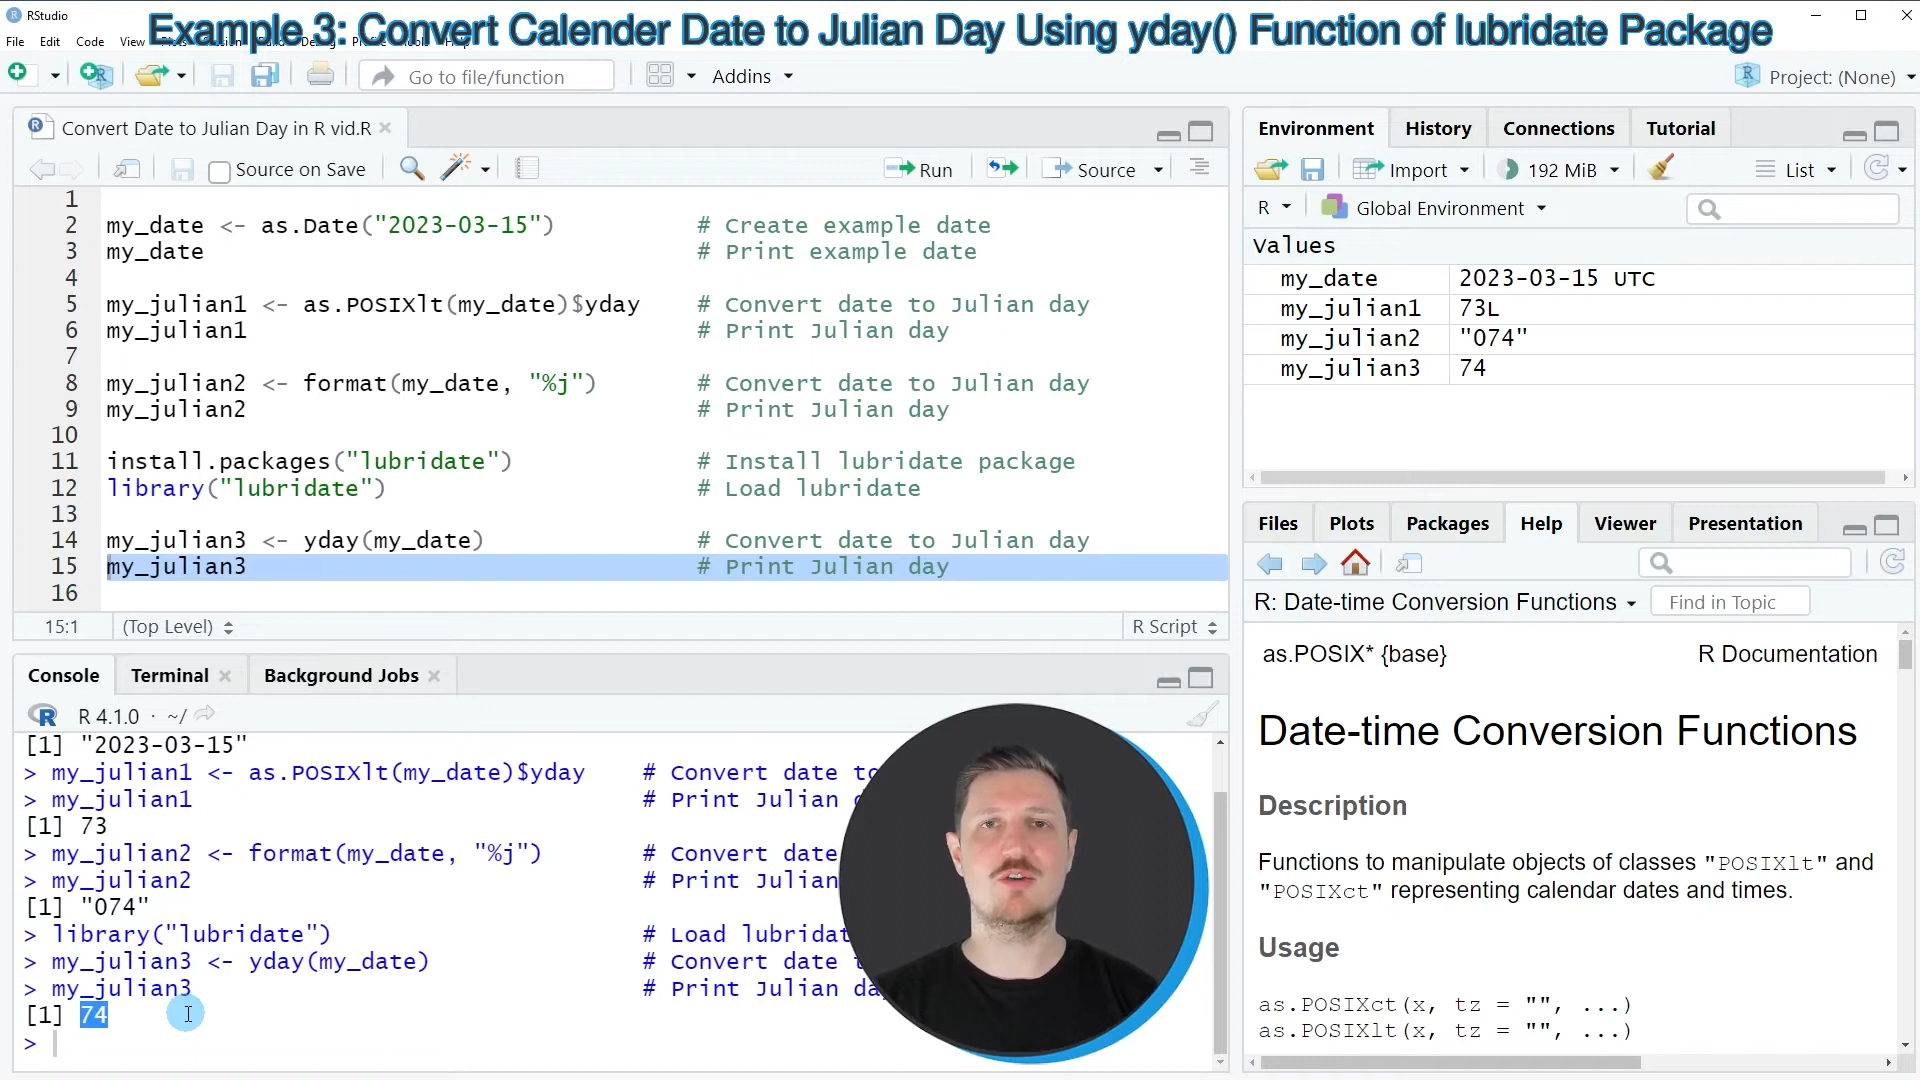 RStudio
Example 3: Convert Calender Date to Julian Day Using yday() Function of lubridate Package
File Edit Code View
Go to file/function
Addins
Project: (None)
Convert Date to Julian Day in R vid.R
Source on Save
Run
Source
1
2 my_date <- as.Date("2023-03-15") # Create example date
3 my_date # Print example date
4
5 my_julian1 <- as.POSIXlt(my_date)$yday # Convert date to Julian day
6 my_julian1 # Print Julian day
7
8 my_julian2 <- format(my_date, "%j") # Convert date to Julian day
9 my_julian2 # Print Julian day
10
11 install.packages("lubridate") # Install lubridate package
12 library("lubridate") # Load lubridate
13
14 my_julian3 <- yday(my_date) # Convert date to Julian day
15 my_julian3 # Print Julian day
16
15:1 (Top Level) R Script
Console Terminal Background Jobs
R 4.1.0 · ~/
[1] "2023-03-15"
> my_julian1 <- as.POSIXlt(my_date)$yday # Convert date to
> my_julian1 # Print Julian
[1] 73
> my_julian2 <- format(my_date, "%j") # Convert date
> my_julian2 # Print Julian
[1] "074"
> library("lubridate") # Load
> my_julian3 <- yday(my_date) # Convert date
> my_julian3 # Print Julian
[1] 74
>
Environment History Connections Tutorial
Import 192 MiB List
R Global Environment
Values
my_date 2023-03-15 UTC
my_julian1 73L
my_julian2 "074"
my_julian3 74
Files Plots Packages Help Viewer Presentation
R: Date-time Conversion Functions Find in Topic
as.POSIX* {base} R Documentation
Date-time Conversion Functions
Description
Functions to manipulate objects of classes "POSIXlt" and
"POSIXct" representing calendar dates and times.
Usage
as.POSIXct(x, tz = "", ...)
as.POSIXlt(x, tz = "", ...)